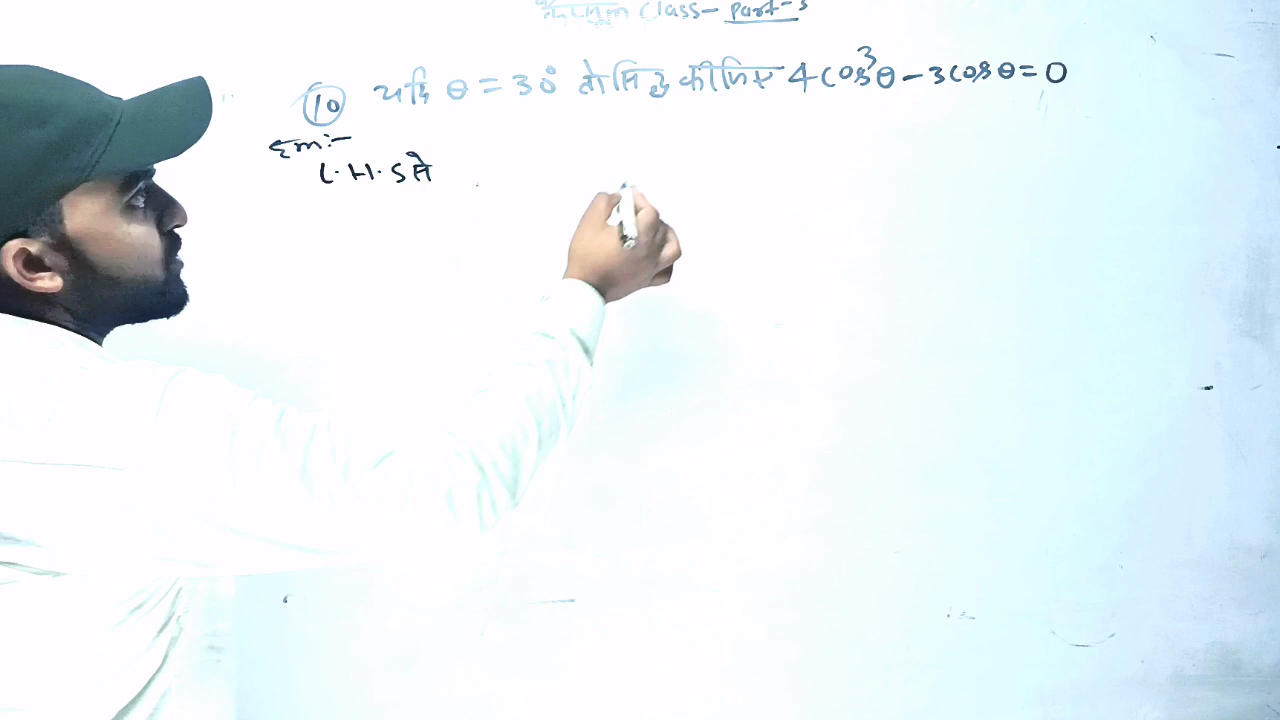 Class- Part-3
(10) यदि θ = 30° तो सिद्ध कीजिए 4cos³θ - 3cosθ = 0
हल:-
L.H.S से